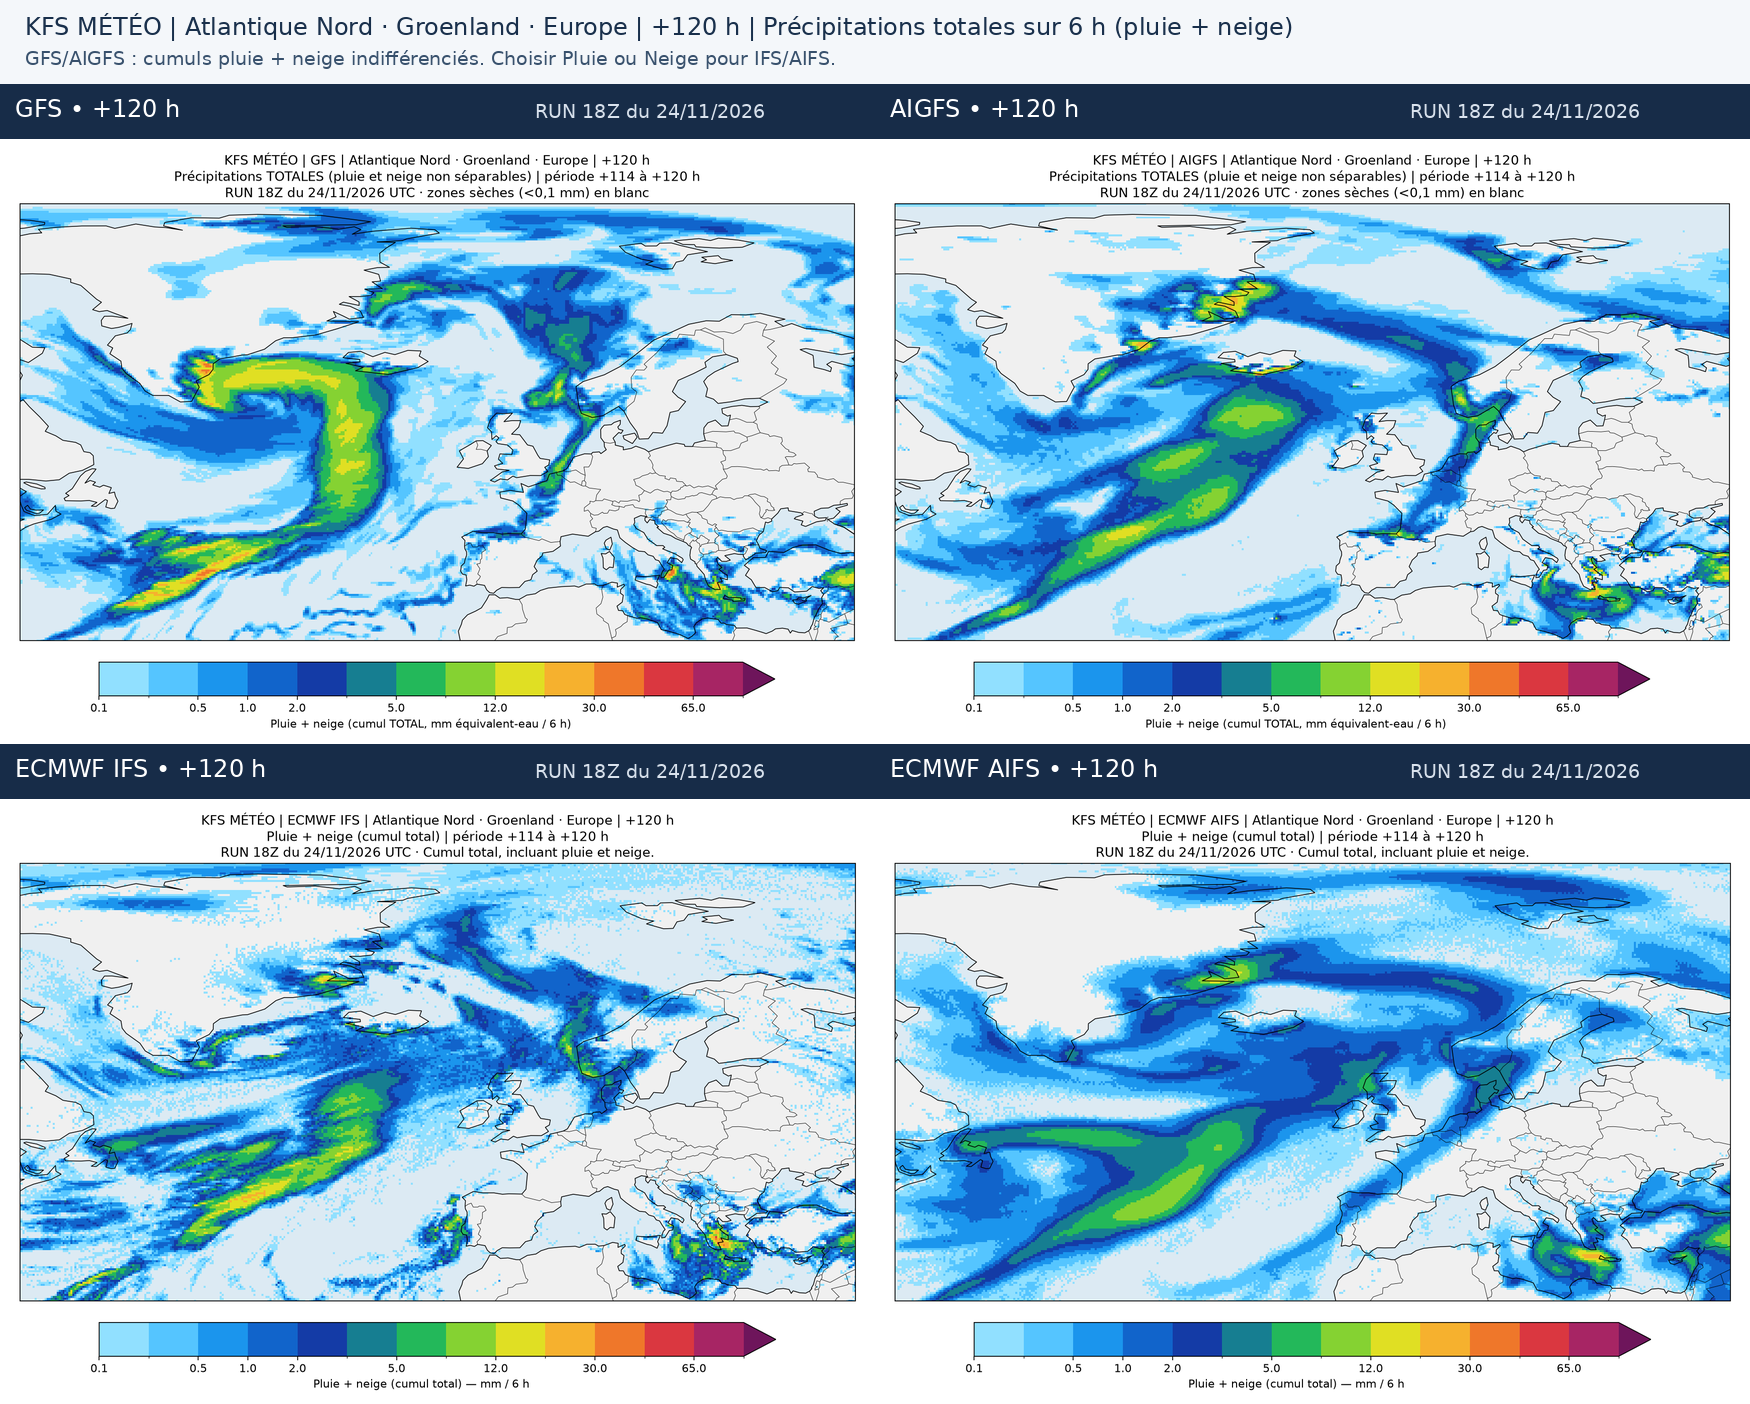 KFS MÉTÉO | Atlantique Nord · Groenland · Europe | +120 h | Précipitations totales sur 6 h (pluie + neige)
GFS/AIGFS : cumuls pluie + neige indifférenciés. Choisir Pluie ou Neige pour IFS/AIFS.
GFS • +120 h
RUN 18Z du 24/11/2026
AIGFS • +120 h
RUN 18Z du 24/11/2026
KFS MÉTÉO | GFS | Atlantique Nord · Groenland · Europe | +120 h
Précipitations TOTALES (pluie et neige non séparables) | période +114 à +120 h
RUN 18Z du 24/11/2026 UTC · zones sèches (<0,1 mm) en blanc
KFS MÉTÉO | AIGFS | Atlantique Nord · Groenland · Europe | +120 h
Précipitations TOTALES (pluie et neige non séparables) | période +114 à +120 h
RUN 18Z du 24/11/2026 UTC · zones sèches (<0,1 mm) en blanc
0.1 0.5 1.0 2.0 5.0 12.0 30.0 65.0
Pluie + neige (cumul TOTAL, mm équivalent-eau / 6 h)
0.1 0.5 1.0 2.0 5.0 12.0 30.0 65.0
Pluie + neige (cumul TOTAL, mm équivalent-eau / 6 h)
ECMWF IFS • +120 h
RUN 18Z du 24/11/2026
ECMWF AIFS • +120 h
RUN 18Z du 24/11/2026
KFS MÉTÉO | ECMWF IFS | Atlantique Nord · Groenland · Europe | +120 h
Pluie + neige (cumul total) | période +114 à +120 h
RUN 18Z du 24/11/2026 UTC · Cumul total, incluant pluie et neige.
KFS MÉTÉO | ECMWF AIFS | Atlantique Nord · Groenland · Europe | +120 h
Pluie + neige (cumul total) | période +114 à +120 h
RUN 18Z du 24/11/2026 UTC · Cumul total, incluant pluie et neige.
0.1 0.5 1.0 2.0 5.0 12.0 30.0 65.0
Pluie + neige (cumul total) — mm / 6 h
0.1 0.5 1.0 2.0 5.0 12.0 30.0 65.0
Pluie + neige (cumul total) — mm / 6 h